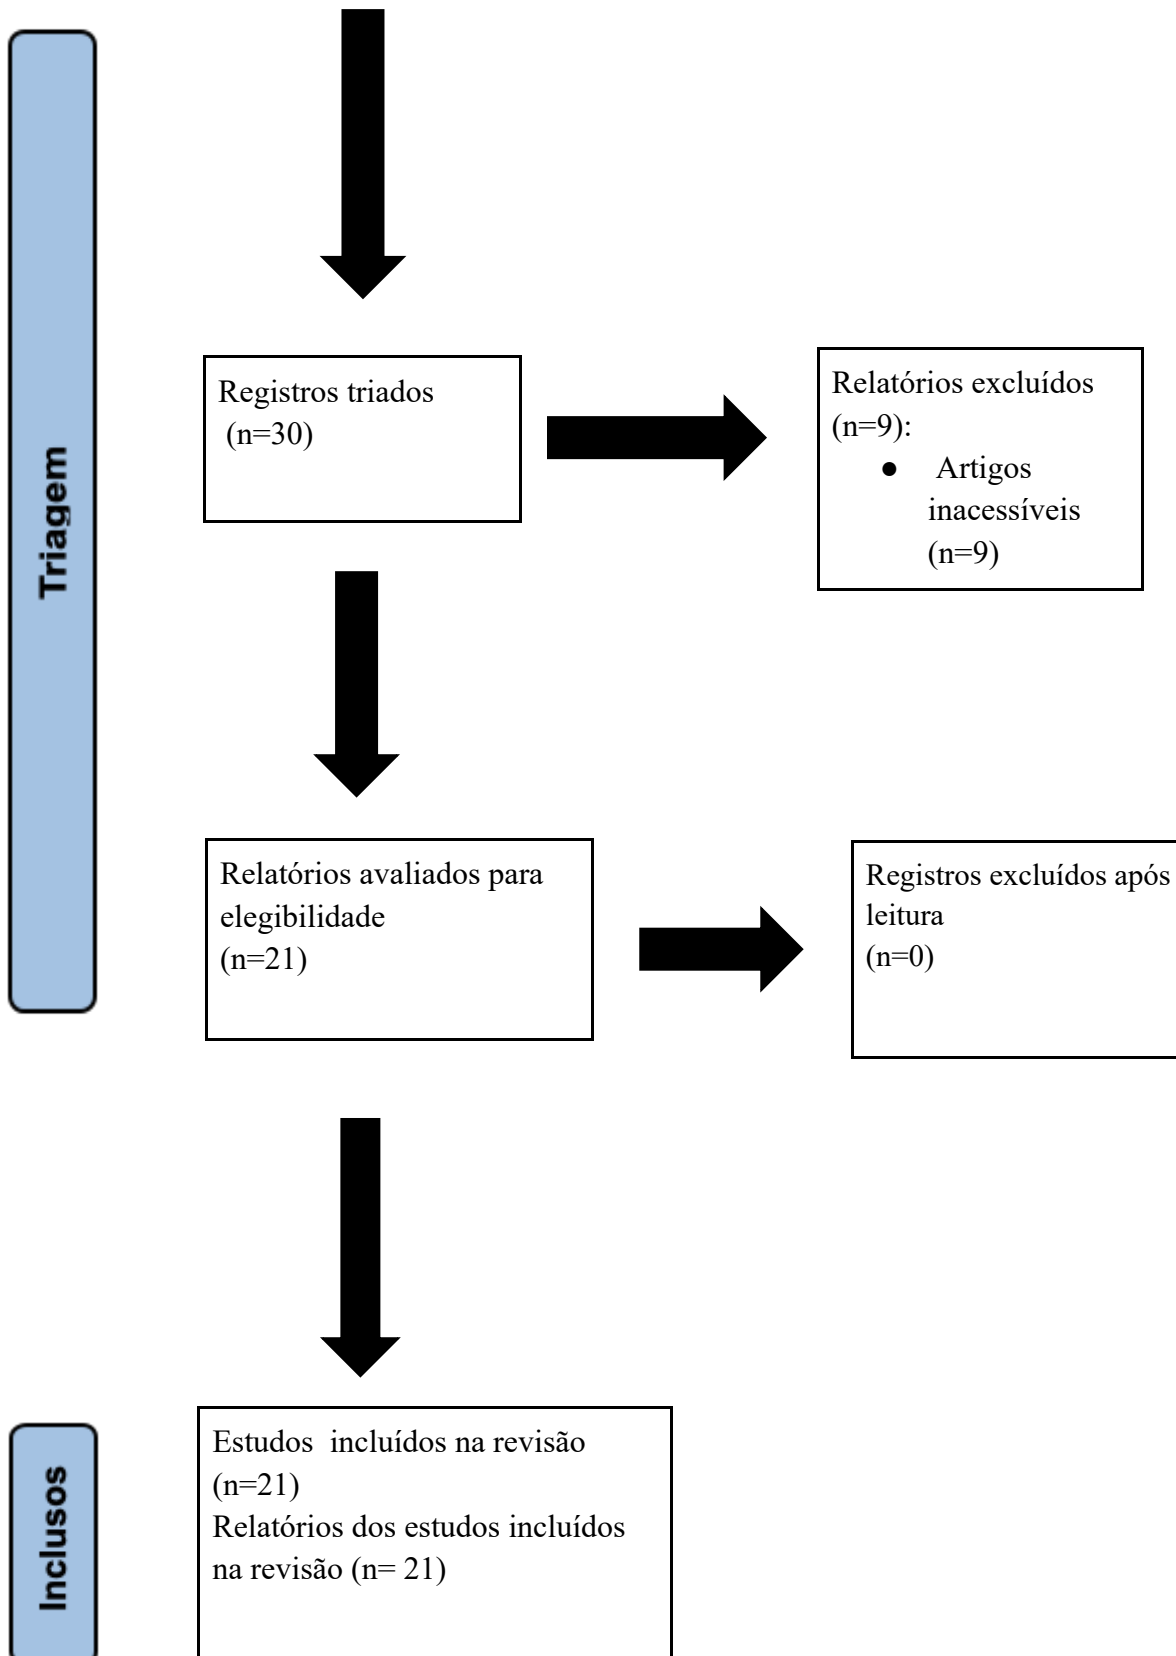 Triagem
Registros triados
(n=30)
Relatórios excluídos
(n=9):
● Artigos
inacessíveis
(n=9)
Relatórios avaliados para
elegibilidade
(n=21)
Registros excluídos após
leitura
(n=0)
Inclusos
Estudos incluídos na revisão
(n=21)
Relatórios dos estudos incluídos
na revisão (n= 21)